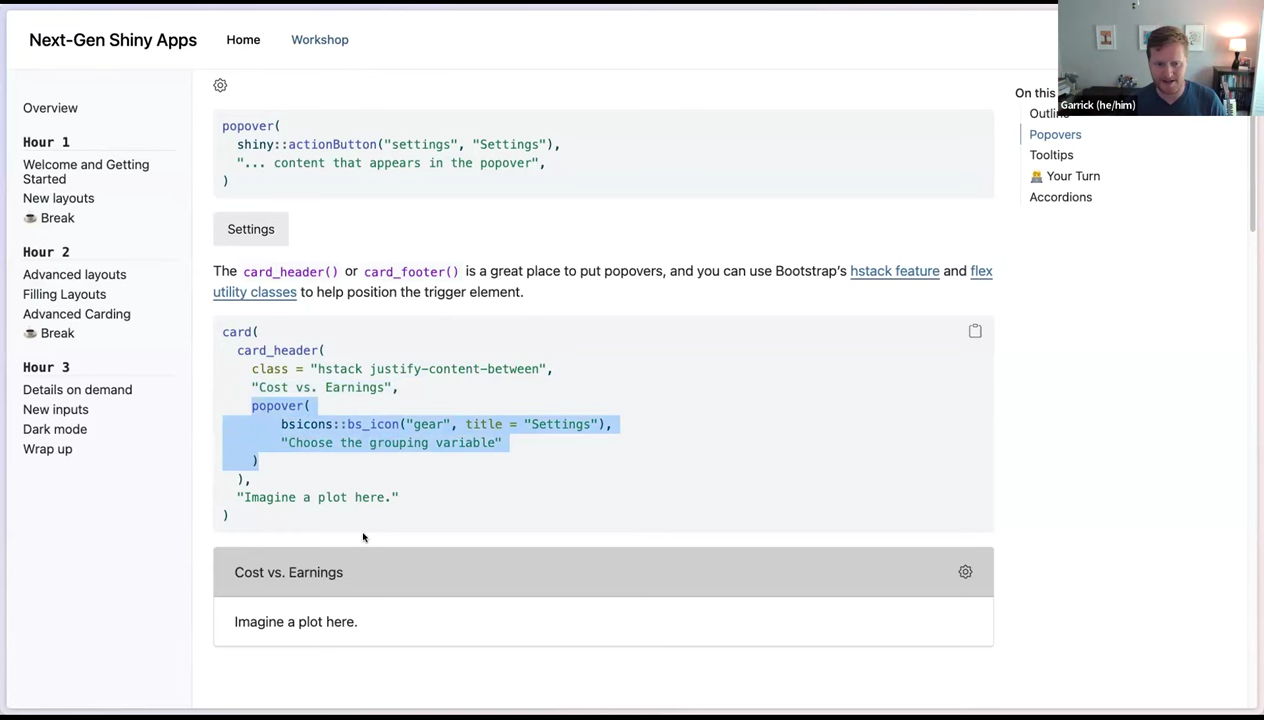 Next-Gen Shiny Apps
Home
Workshop
Garrick (he/him)
Overview
Hour 1
Welcome and Getting
Started
New layouts
☕ Break
Hour 2
Advanced layouts
Filling Layouts
Advanced Carding
☕ Break
Hour 3
Details on demand
New inputs
Dark mode
Wrap up
popover(
  shiny::actionButton("settings", "Settings"),
  "... content that appears in the popover",
)
Settings
The card_header() or card_footer() is a great place to put popovers, and you can use Bootstrap's hstack feature and flex
utility classes to help position the trigger element.
card(
  card_header(
    class = "hstack justify-content-between",
    "Cost vs. Earnings",
    popover(
        bsicons::bs_icon("gear", title = "Settings"),
        "Choose the grouping variable"
    )
  ),
  "Imagine a plot here."
)
Cost vs. Earnings
Imagine a plot here.
On this
Outline
Popovers
Tooltips
🧑‍💻 Your Turn
Accordions